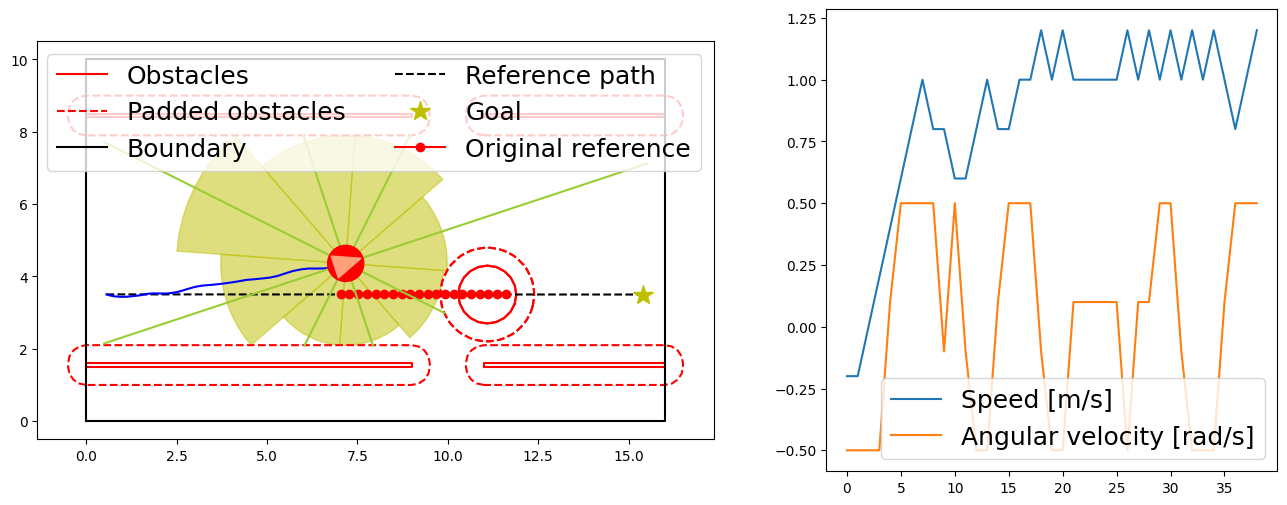 Obstacles
Padded obstacles
Boundary
Reference path
Goal
Original reference
10
8
6
4
2
0
0.0 2.5 5.0 7.5 10.0 12.5 15.0
1.25
1.00
0.75
0.50
0.25
0.00
−0.25
−0.50
Speed [m/s]
Angular velocity [rad/s]
0 5 10 15 20 25 30 35